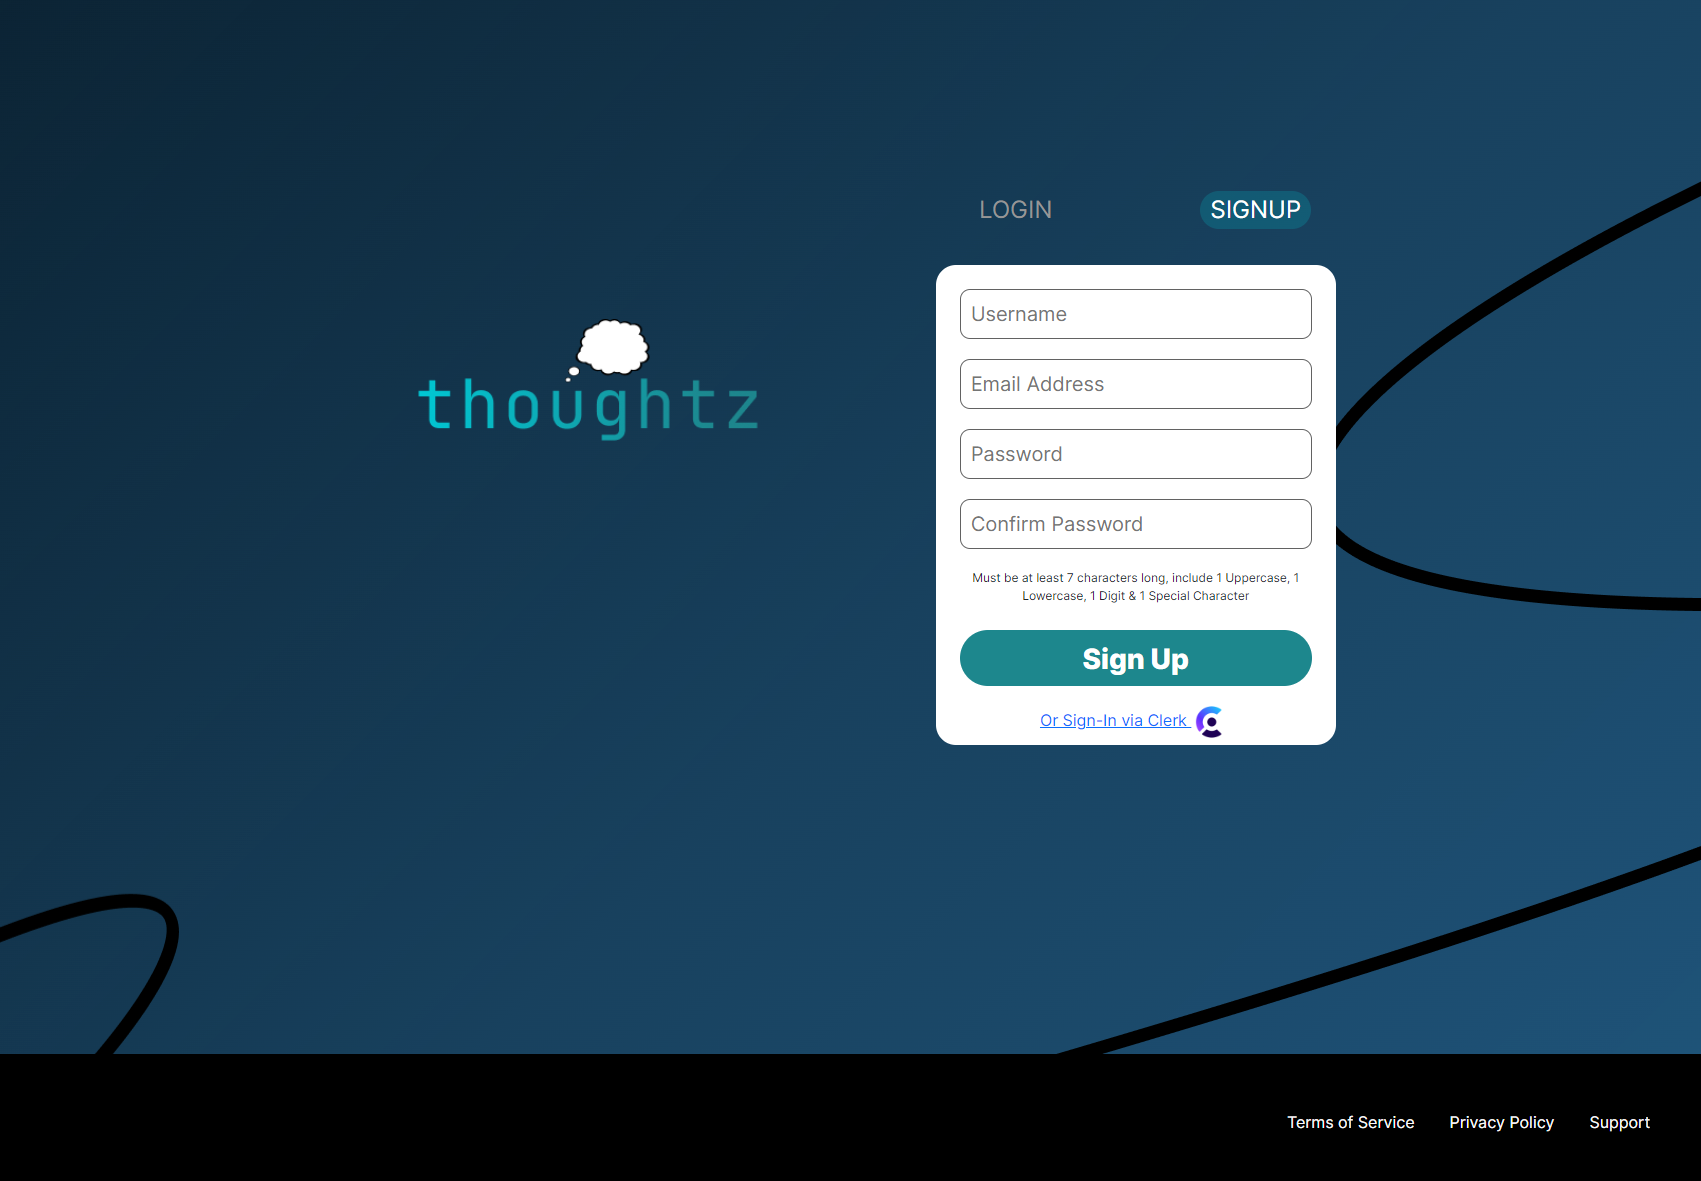 LOGIN
SIGNUP
thoughtz
Username
Email Address
Password
Confirm Password
Must be at least 7 characters long, include 1 Uppercase, 1
Lowercase, 1 Digit & 1 Special Character
Sign Up
Or Sign-In via Clerk
Terms of Service
Privacy Policy
Support